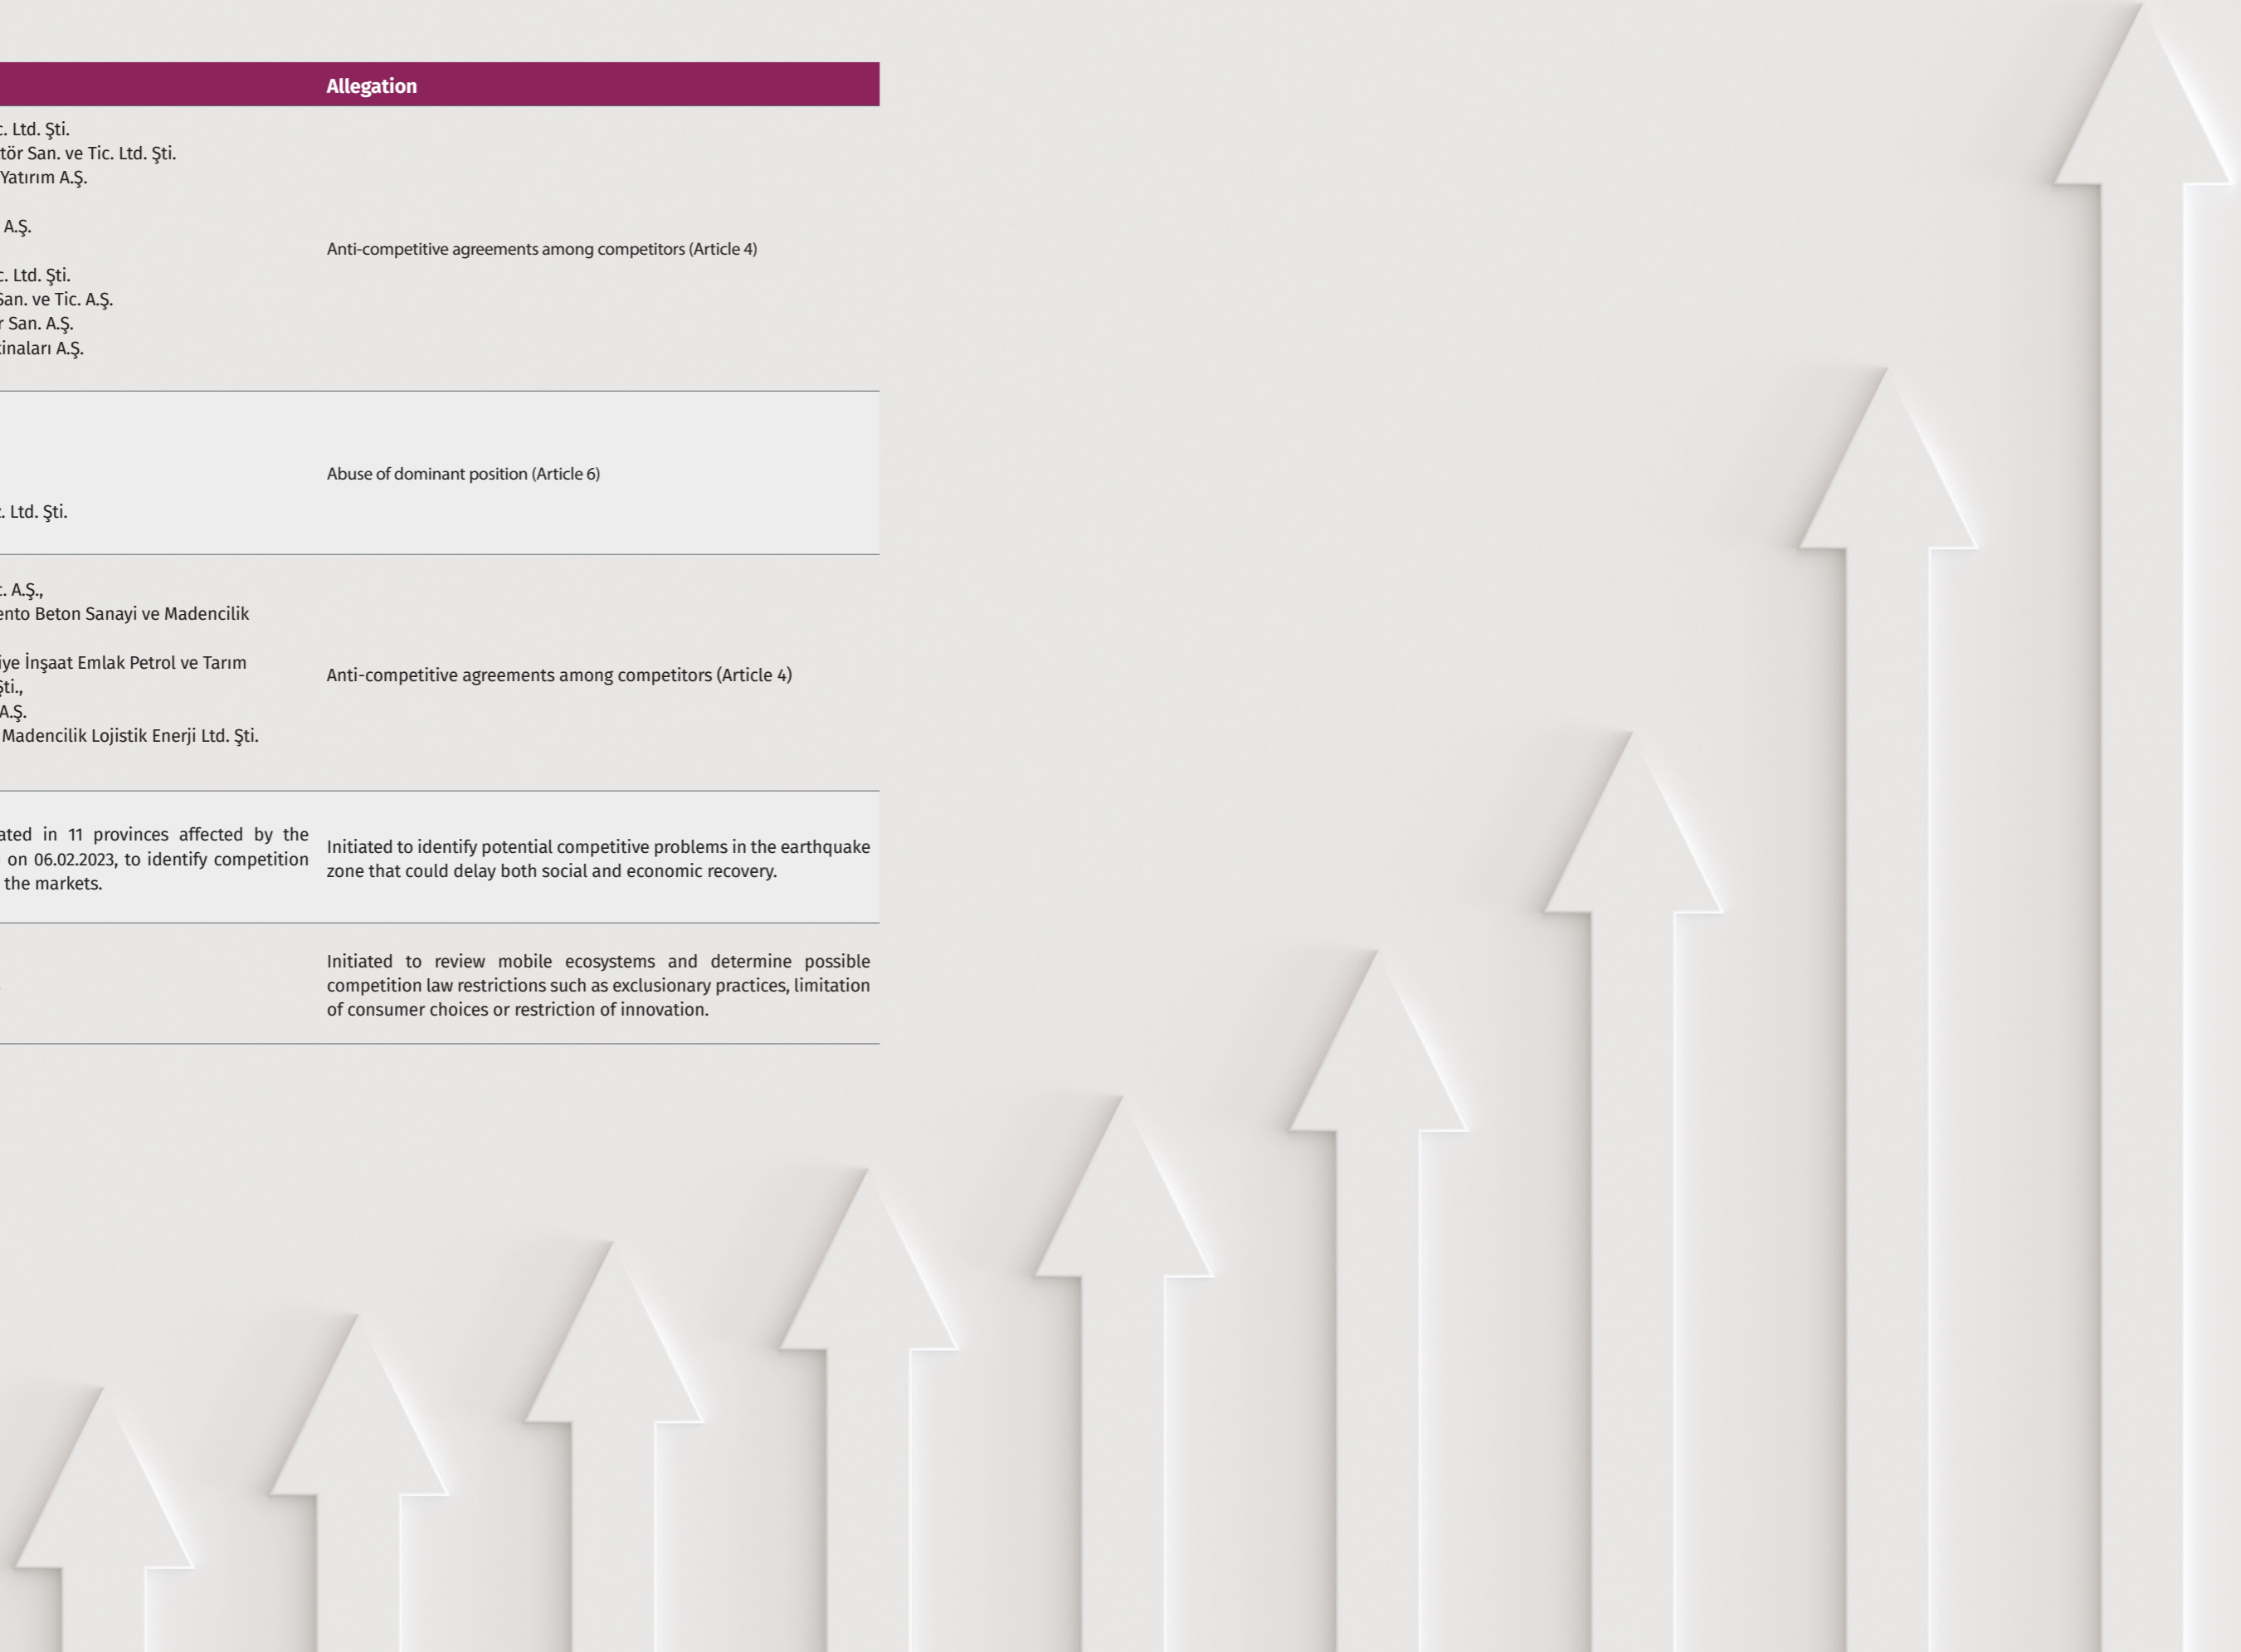 Allegation
c. Ltd. Şti.
tör San. ve Tic. Ltd. Şti.
Yatırım A.Ş.
A.Ş.
c. Ltd. Şti.
San. ve Tic. A.Ş.
r San. A.Ş.
kinaları A.Ş.
Anti-competitive agreements among competitors (Article 4)
. Ltd. Şti.
Abuse of dominant position (Article 6)
c. A.Ş.,
ento Beton Sanayi ve Madencilik
iye İnşaat Emlak Petrol ve Tarım
Şti.,
A.Ş.
Madencilik Lojistik Enerji Ltd. Şti.
Anti-competitive agreements among competitors (Article 4)
ated in 11 provinces affected by the
on 06.02.2023, to identify competition
the markets.
Initiated to identify potential competitive problems in the earthquake
zone that could delay both social and economic recovery.
Initiated to review mobile ecosystems and determine possible
competition law restrictions such as exclusionary practices, limitation
of consumer choices or restriction of innovation.